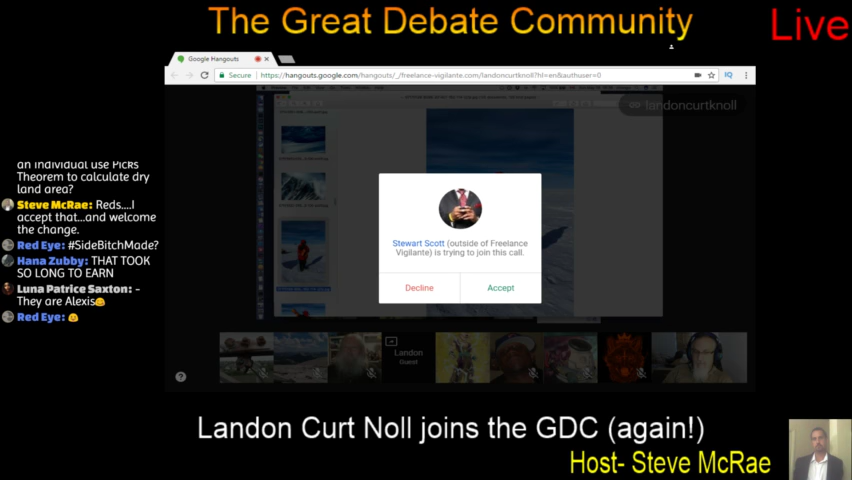 The Great Debate Community
Live
Google Hangouts
Secure
https://hangouts.google.com/hangouts/_/freelance-vigilante.com/landoncurtknoll?hl=en&authuser=0
landoncurtknoll
an individual use Picks
Theorem to calculate dry
land area?
Steve McRae: Reds....I
accept that...and welcome
the change.
Red Eye: #SideBitchMade?
Hana Zubby: THAT TOOK
SO LONG TO EARN
Luna Patrice Saxton: -
They are Alexis
Red Eye:
Stewart Scott (outside of Freelance
Vigilante) is trying to join this call.
Decline
Accept
Landon
Guest
Landon Curt Noll joins the GDC (again!)
Host- Steve McRae